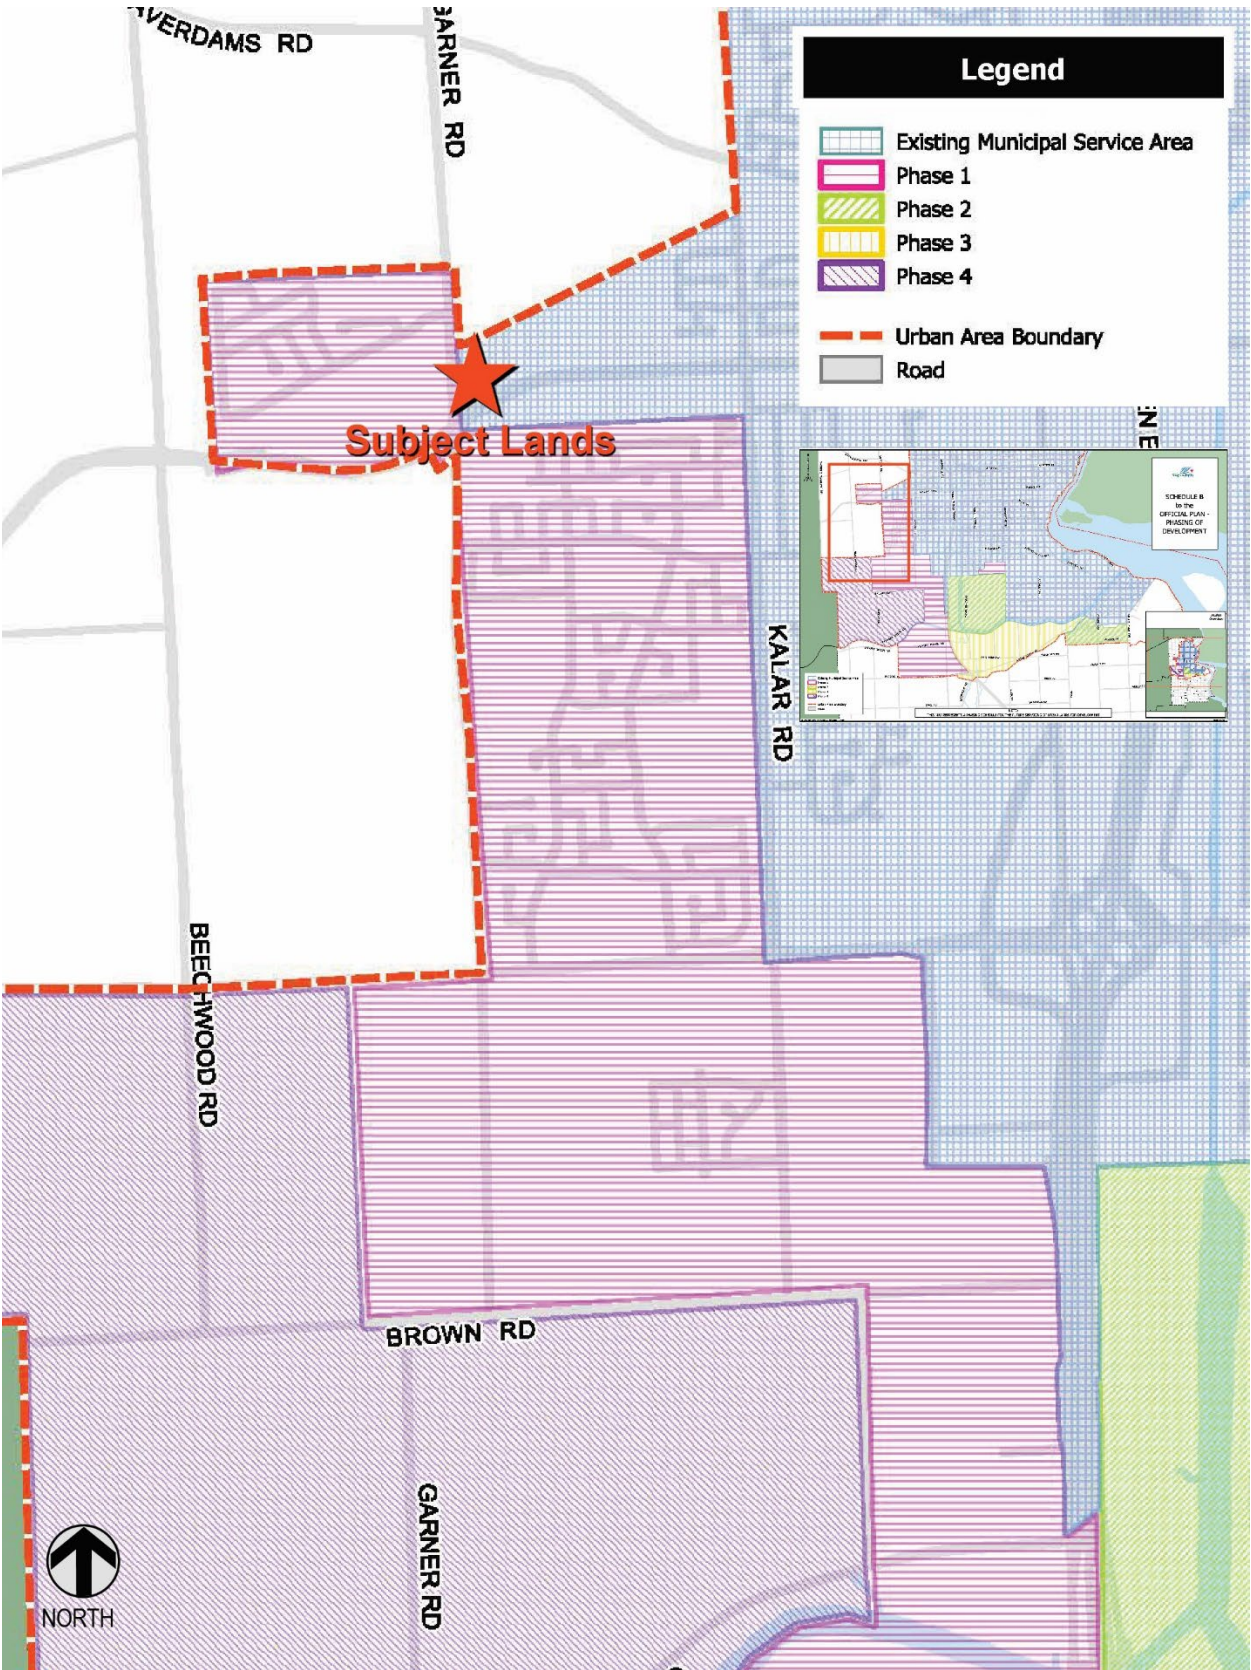 AVERDAMS RD
GARNER RD
Legend
Existing Municipal Service Area
Phase 1
Phase 2
Phase 3
Phase 4
Urban Area Boundary
Road
Subject Lands
SCHEDULE B
to the
OFFICIAL PLAN -
PHASING OF
DEVELOPMENT
KALAR RD
BEECHWOOD RD
BROWN RD
GARNER RD
NORTH